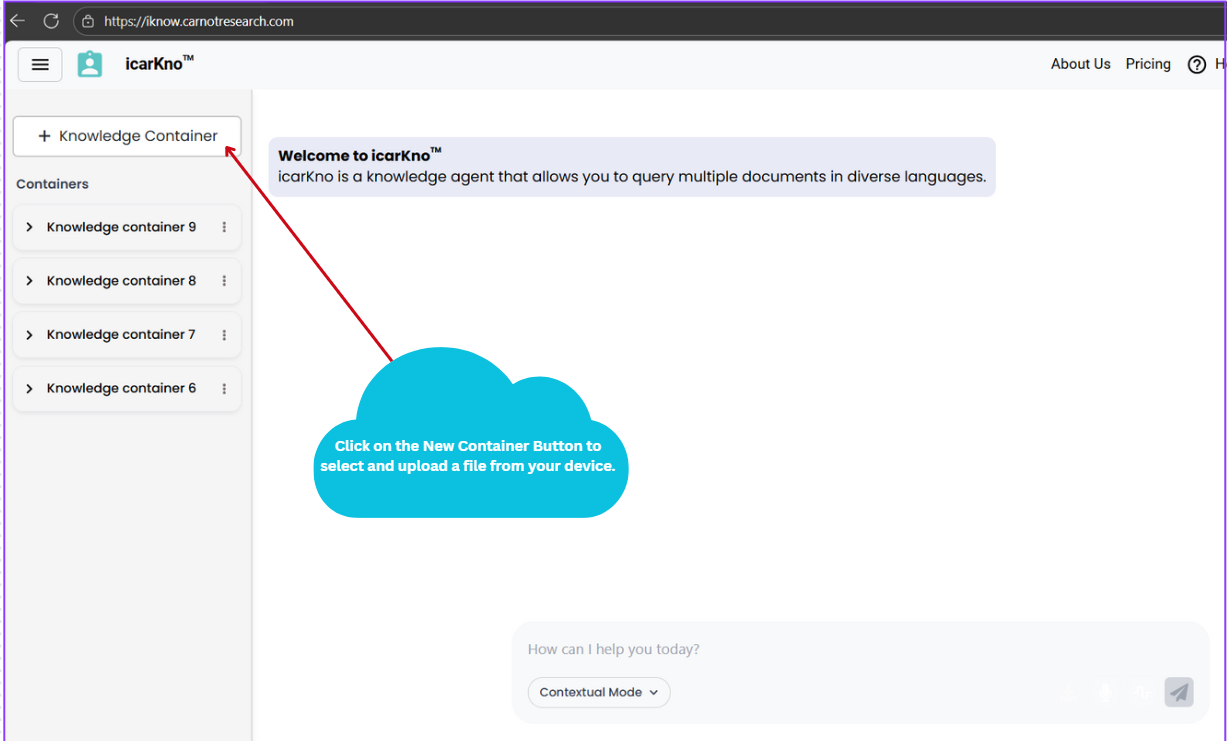 https://iknow.carnotresearch.com
icarKno™
About Us Pricing
+ Knowledge Container
Containers
Knowledge container 9
Knowledge container 8
Knowledge container 7
Knowledge container 6
Welcome to icarKno™
icarKno is a knowledge agent that allows you to query multiple documents in diverse languages.
Click on the New Container Button to
select and upload a file from your device.
How can I help you today?
Contextual Mode